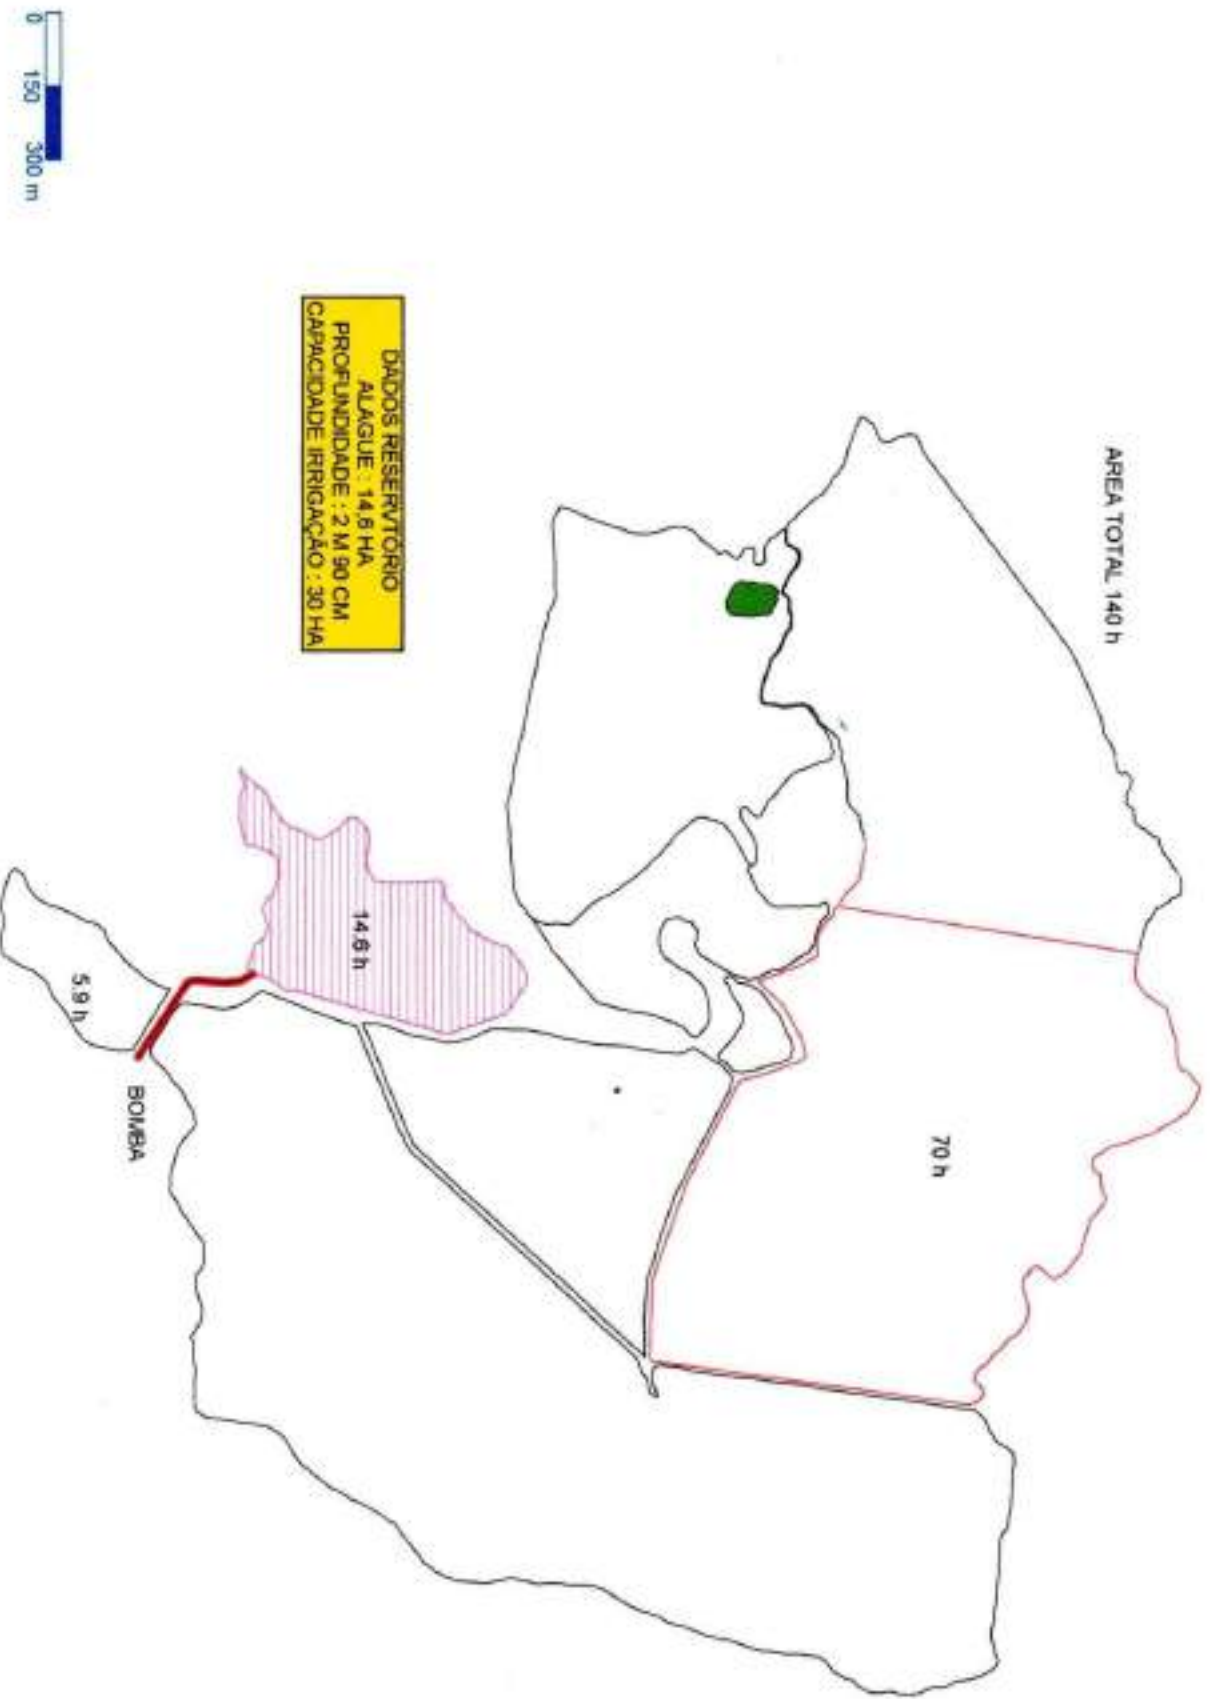 AREA TOTAL 140 h
70 h
DADOS RESERVTÓRIO
ALAGUE : 14,6 HA
PROFUNDIDADE : 2 M 90 CM
CAPACIDADE IRRIGAÇÃO : 30 HA
14.6 h
5.9 h
BOMBA
0 150 300 m